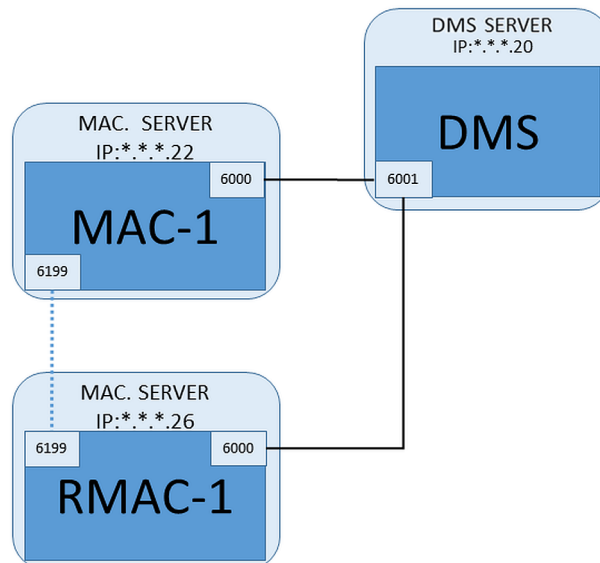 DMS SERVER
IP:*.*.*.20
DMS
6001
MAC. SERVER
IP:*.*.*.22
6000
MAC-1
6199
MAC. SERVER
IP:*.*.*.26
6199
6000
RMAC-1